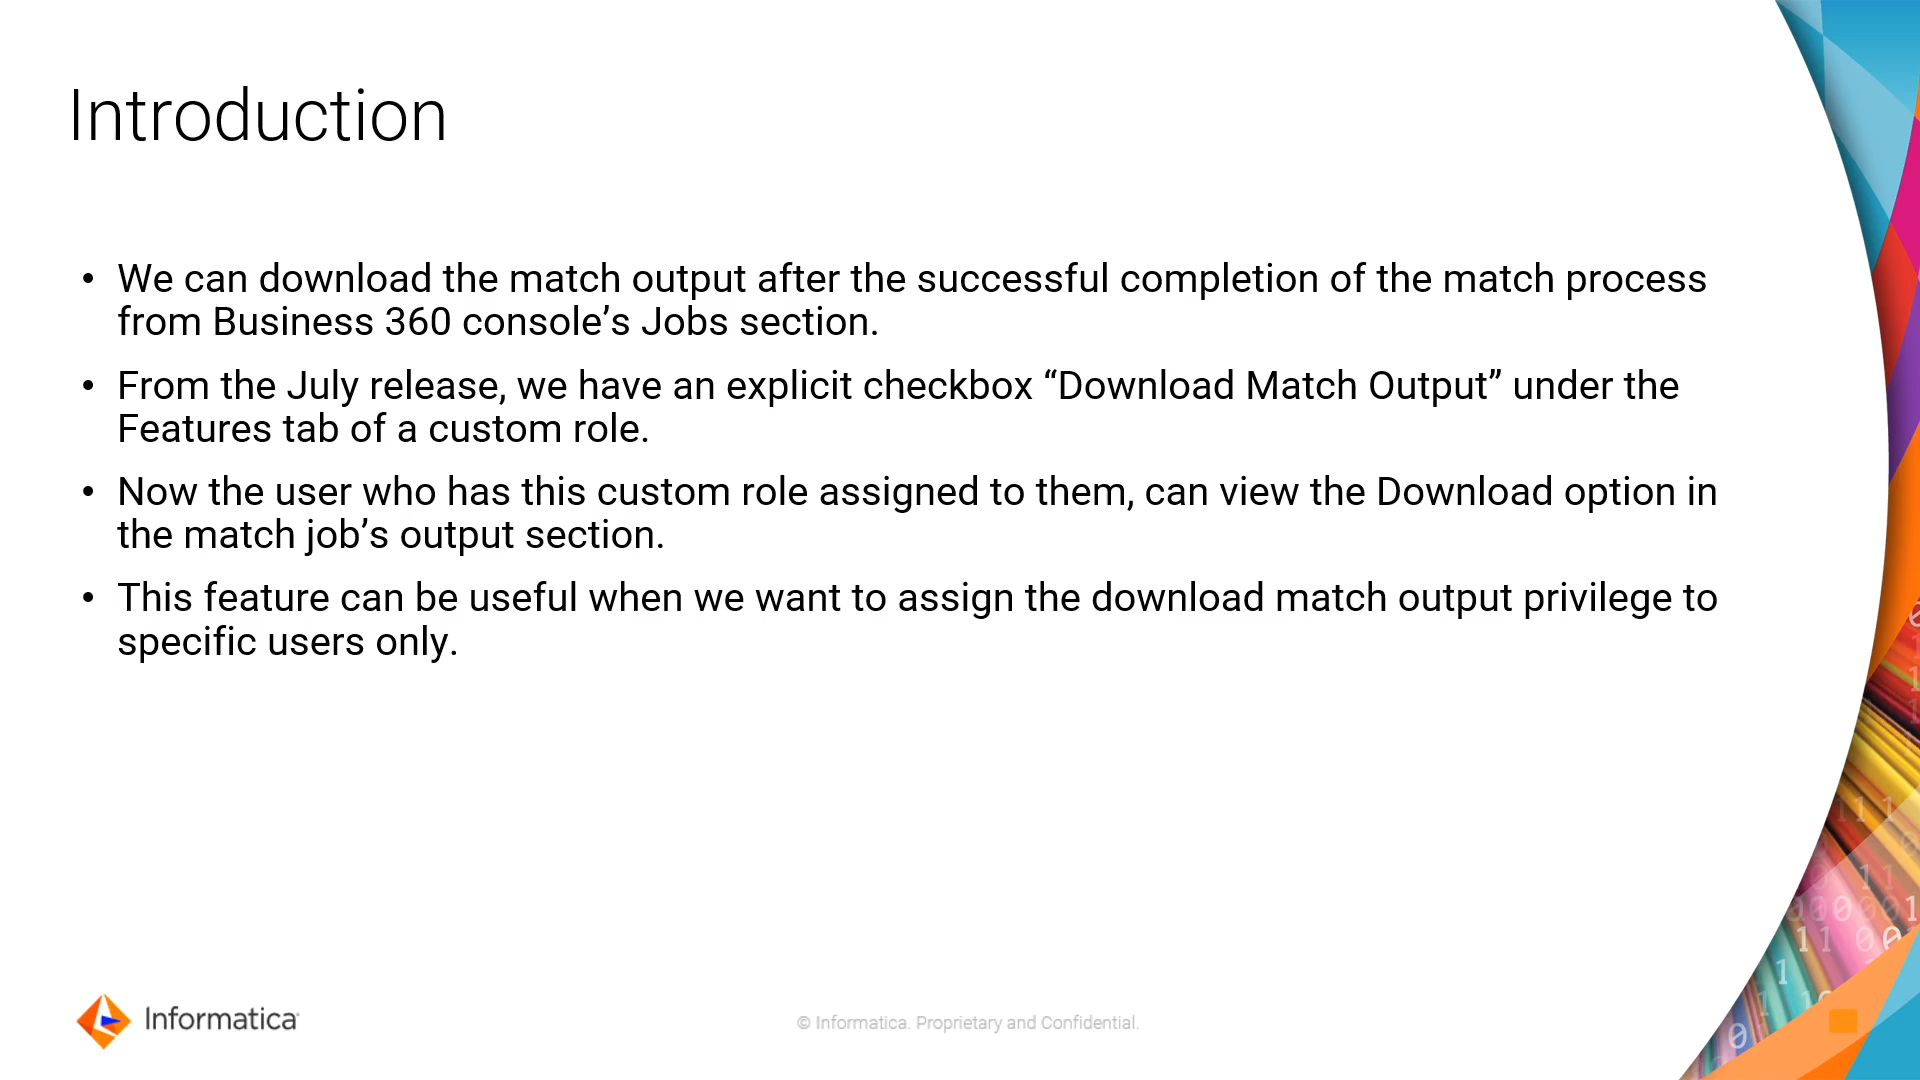 Introduction
• We can download the match output after the successful completion of the match process
from Business 360 console’s Jobs section.
• From the July release, we have an explicit checkbox “Download Match Output” under the
Features tab of a custom role.
• Now the user who has this custom role assigned to them, can view the Download option in
the match job’s output section.
• This feature can be useful when we want to assign the download match output privilege to
specific users only.
Informatica
© Informatica. Proprietary and Confidential.